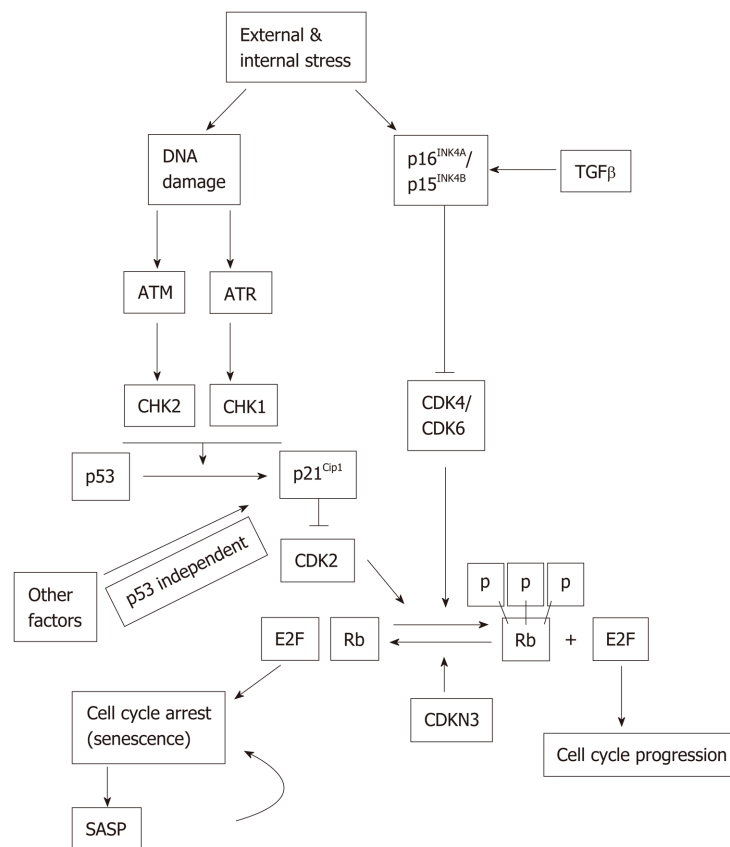 External &
internal stress
DNA
damage
p16INK4A/
p15INK4B
TGFβ
ATM
ATR
CHK2
CHK1
CDK4/
CDK6
p53
p21Cip1
p53 independent
CDK2
Other
factors
p
p
p
E2F
Rb
Rb
+
E2F
Cell cycle arrest
(senescence)
CDKN3
Cell cycle progression
SASP